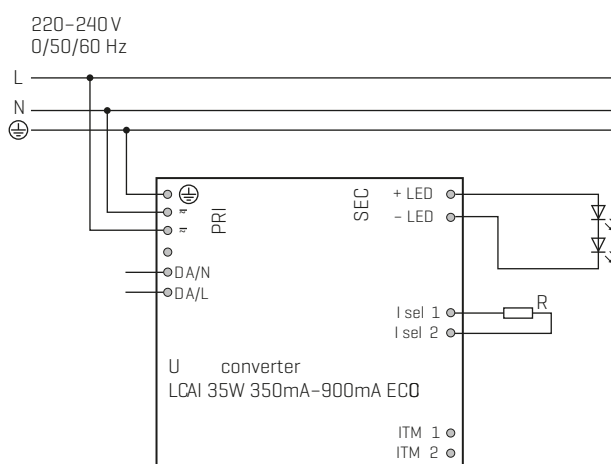 220–240 V
0/50/60 Hz
L
N
PRI
SEC
+ LED
– LED
DA/N
DA/L
I sel 1
I sel 2
R
U converter
LCAI 35W 350mA–900mA ECO
ITM 1
ITM 2